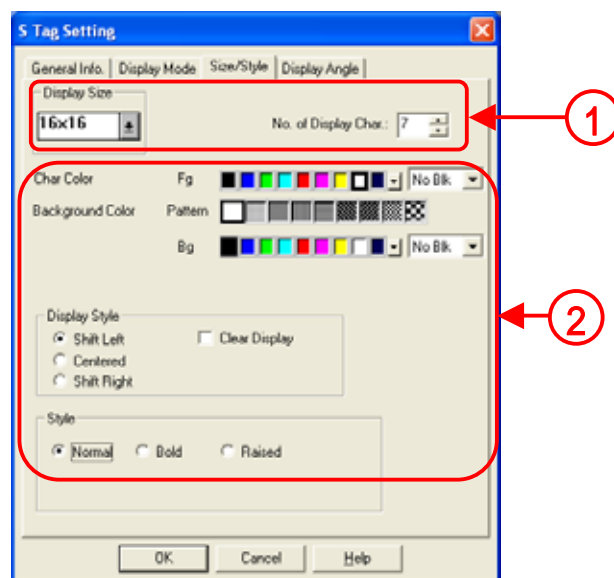 S Tag Setting
General Info. Display Mode Size/Style Display Angle
Display Size
16x16 No. of Display Char.: 7
1
Char Color Fg No Blk
Background Color Pattern
Bg No Blk
2
Display Style
Shift Left Clear Display
Centered
Shift Right
Style
Normal Bold Raised
OK Cancel Help